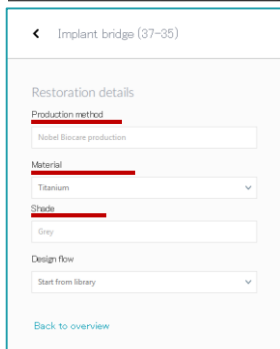 Implant bridge (37-35)
Restoration details
Production method
Nobel Biocare production
Material
Titanium
Shade
Grey
Design flow
Start from library
Back to overview